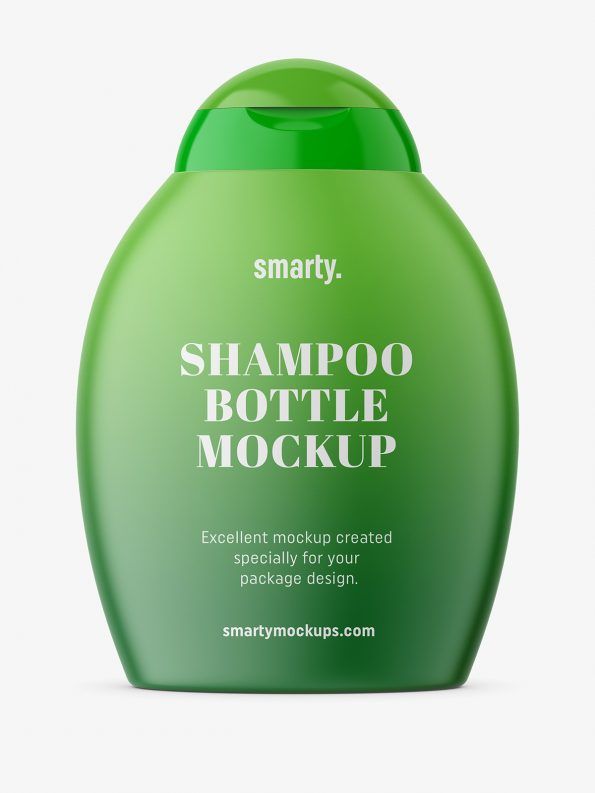 smarty.
SHAMPOO
BOTTLE
MOCKUP
Excellent mockup created
specially for your
package design.
smartymockups.com